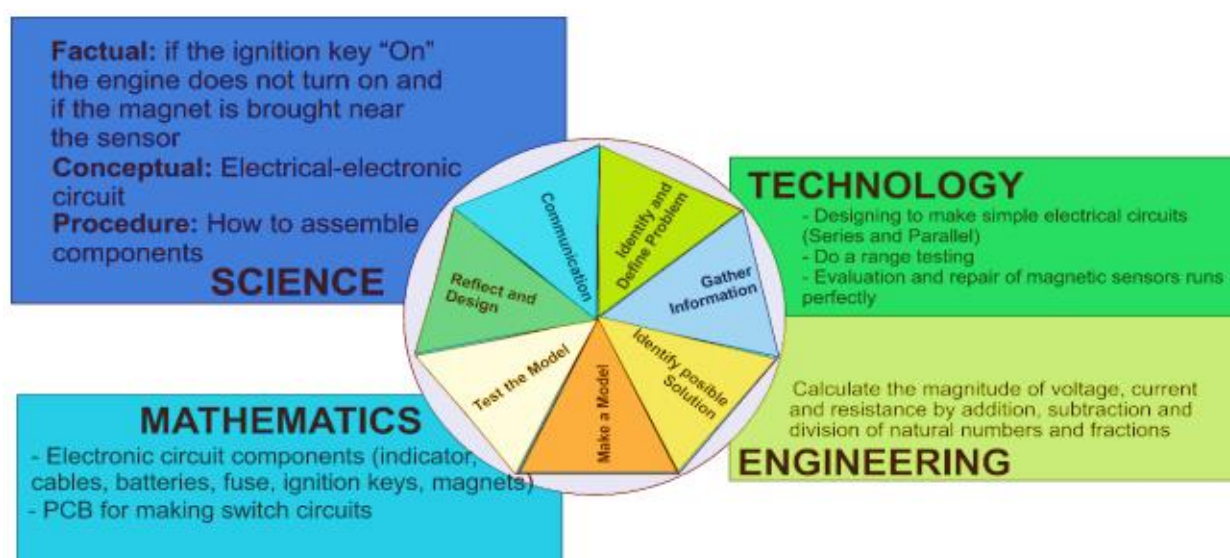 Factual: if the ignition key “On”
the engine does not turn on and
if the magnet is brought near
the sensor
Conceptual: Electrical-electronic
circuit
Procedure: How to assemble
components
SCIENCE
TECHNOLOGY
- Designing to make simple electrical circuits
(Series and Parallel)
- Do a range testing
- Evaluation and repair of magnetic sensors runs
perfectly
Communication
Identify and
Define Problem
Gather
Information
Identify posible
Solution
Make a Model
Test the Model
Reflect and
Design
MATHEMATICS
- Electronic circuit components (indicator,
cables, batteries, fuse, ignition keys, magnets)
- PCB for making switch circuits
Calculate the magnitude of voltage, current
and resistance by addition, subtraction and
division of natural numbers and fractions
ENGINEERING